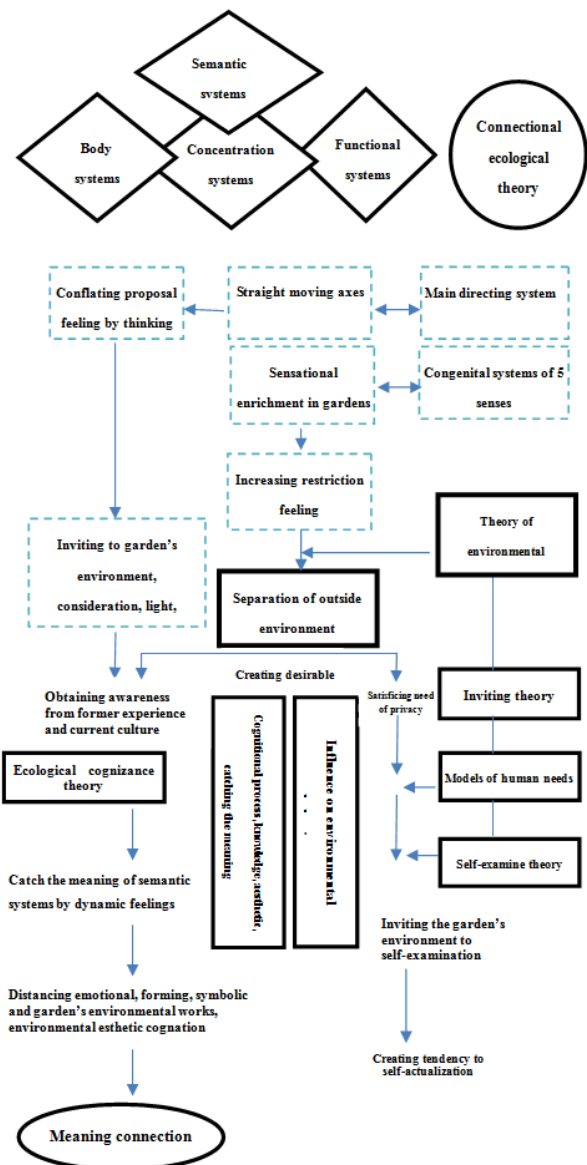 Semantic
systems
Body
systems
Concentration
systems
Functional
systems
Connectional
ecological
theory
Conflating proposal
feeling by thinking
Straight moving axes
Main directing system
Sensational
enrichment in gardens
Congenital systems of 5
senses
Increasing restriction
feeling
Theory of
environmental
Inviting to garden's
environment,
consideration, light,
Separation of outside
environment
Creating desirable
Satisficing need
of privacy
Inviting theory
Obtaining awareness
from former experience
and current culture
Cognitional process, knowledge, aesthetic,
catching the meaning
Influence on environmental
. . .
Ecological cognizance
theory
Models of human needs
Self-examine theory
Catch the meaning of semantic
systems by dynamic feelings
Inviting the garden's
environment to
self-examination
Distancing emotional, forming, symbolic
and garden's environmental works,
environmental esthetic cognation
Creating tendency to
self-actualization
Meaning connection